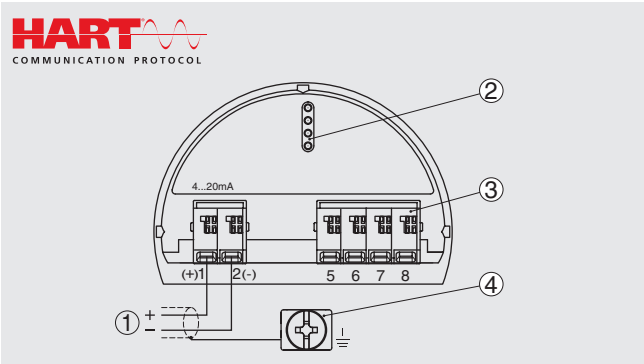 HART
COMMUNICATION PROTOCOL
2
4...20mA
3
(+)1 2(-) 5 6 7 8
4
1 +
−